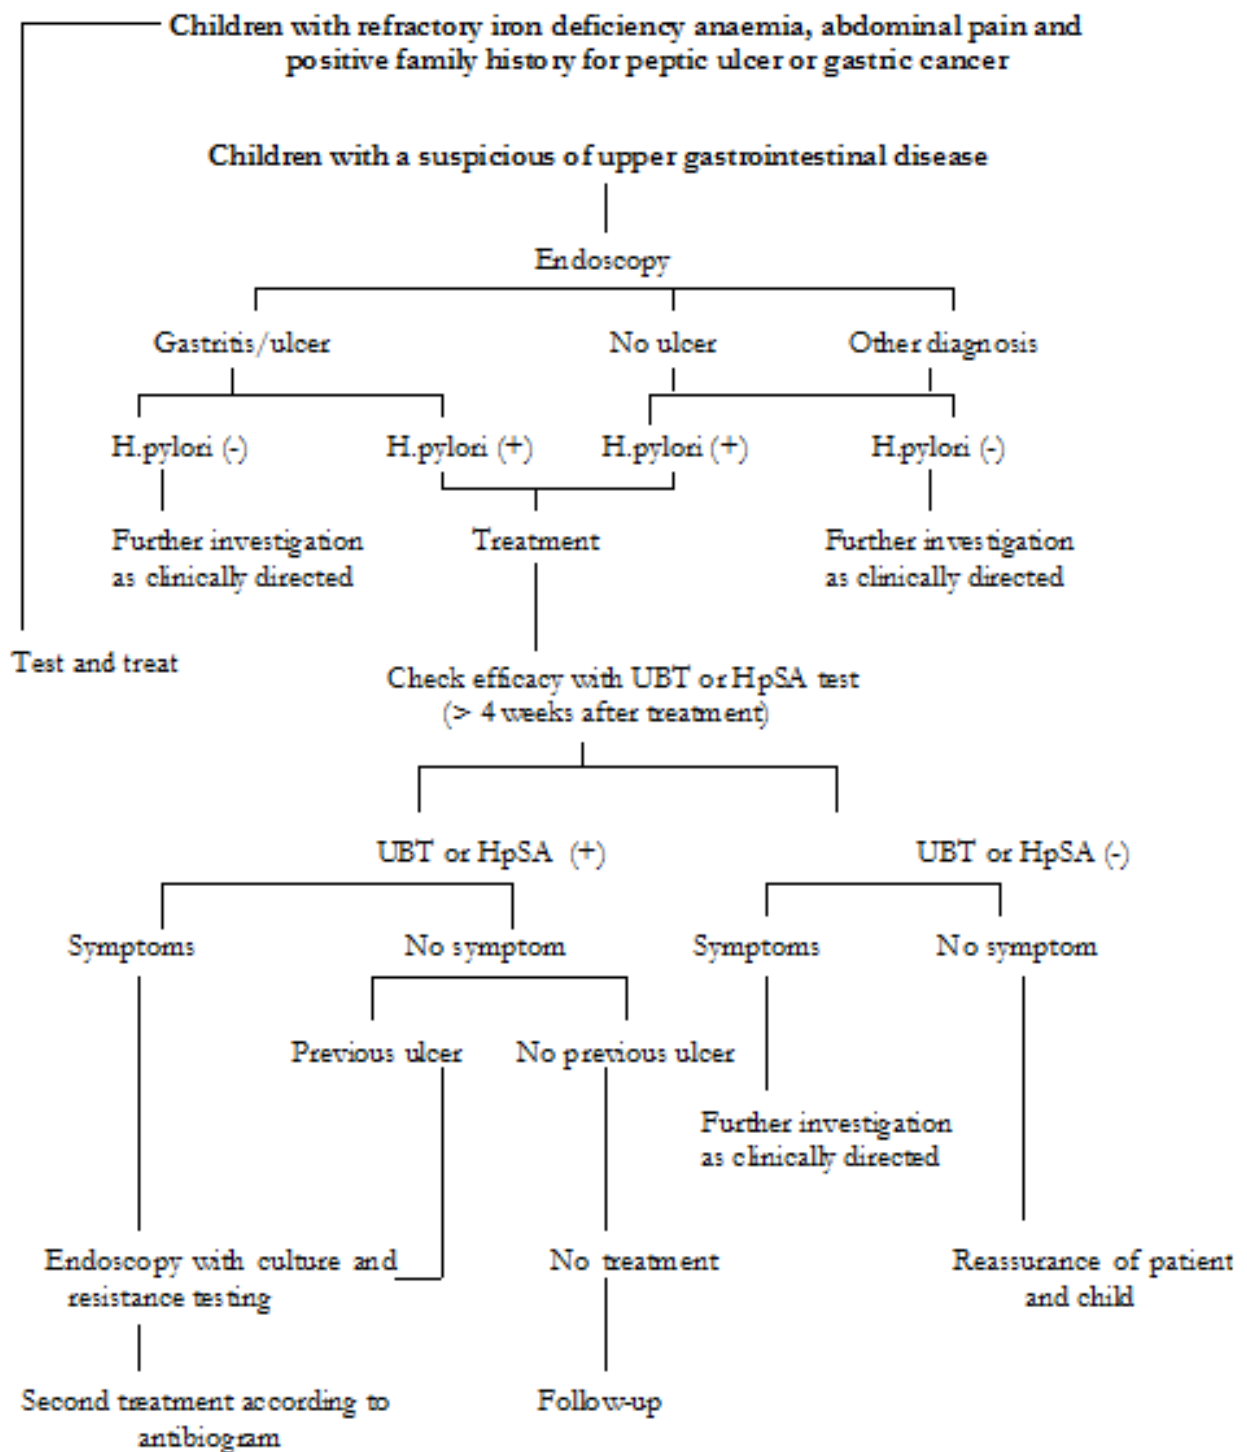 Children with refractory iron deficiency anaemia, abdominal pain and
positive family history for peptic ulcer or gastric cancer
Children with a suspicious of upper gastrointestinal disease
Endoscopy
Gastritis/ulcer
No ulcer
Other diagnosis
H.pylori (-)
H.pylori (+)
H.pylori (+)
H.pylori (-)
Further investigation
as clinically directed
Treatment
Further investigation
as clinically directed
Test and treat
Check efficacy with UBT or HpSA test
(> 4 weeks after treatment)
UBT or HpSA (+)
UBT or HpSA (-)
Symptoms
No symptom
Symptoms
No symptom
Previous ulcer
No previous ulcer
Further investigation
as clinically directed
Endoscopy with culture and
resistance testing
No treatment
Reassurance of patient
and child
Second treatment according to
antibiogram
Follow-up